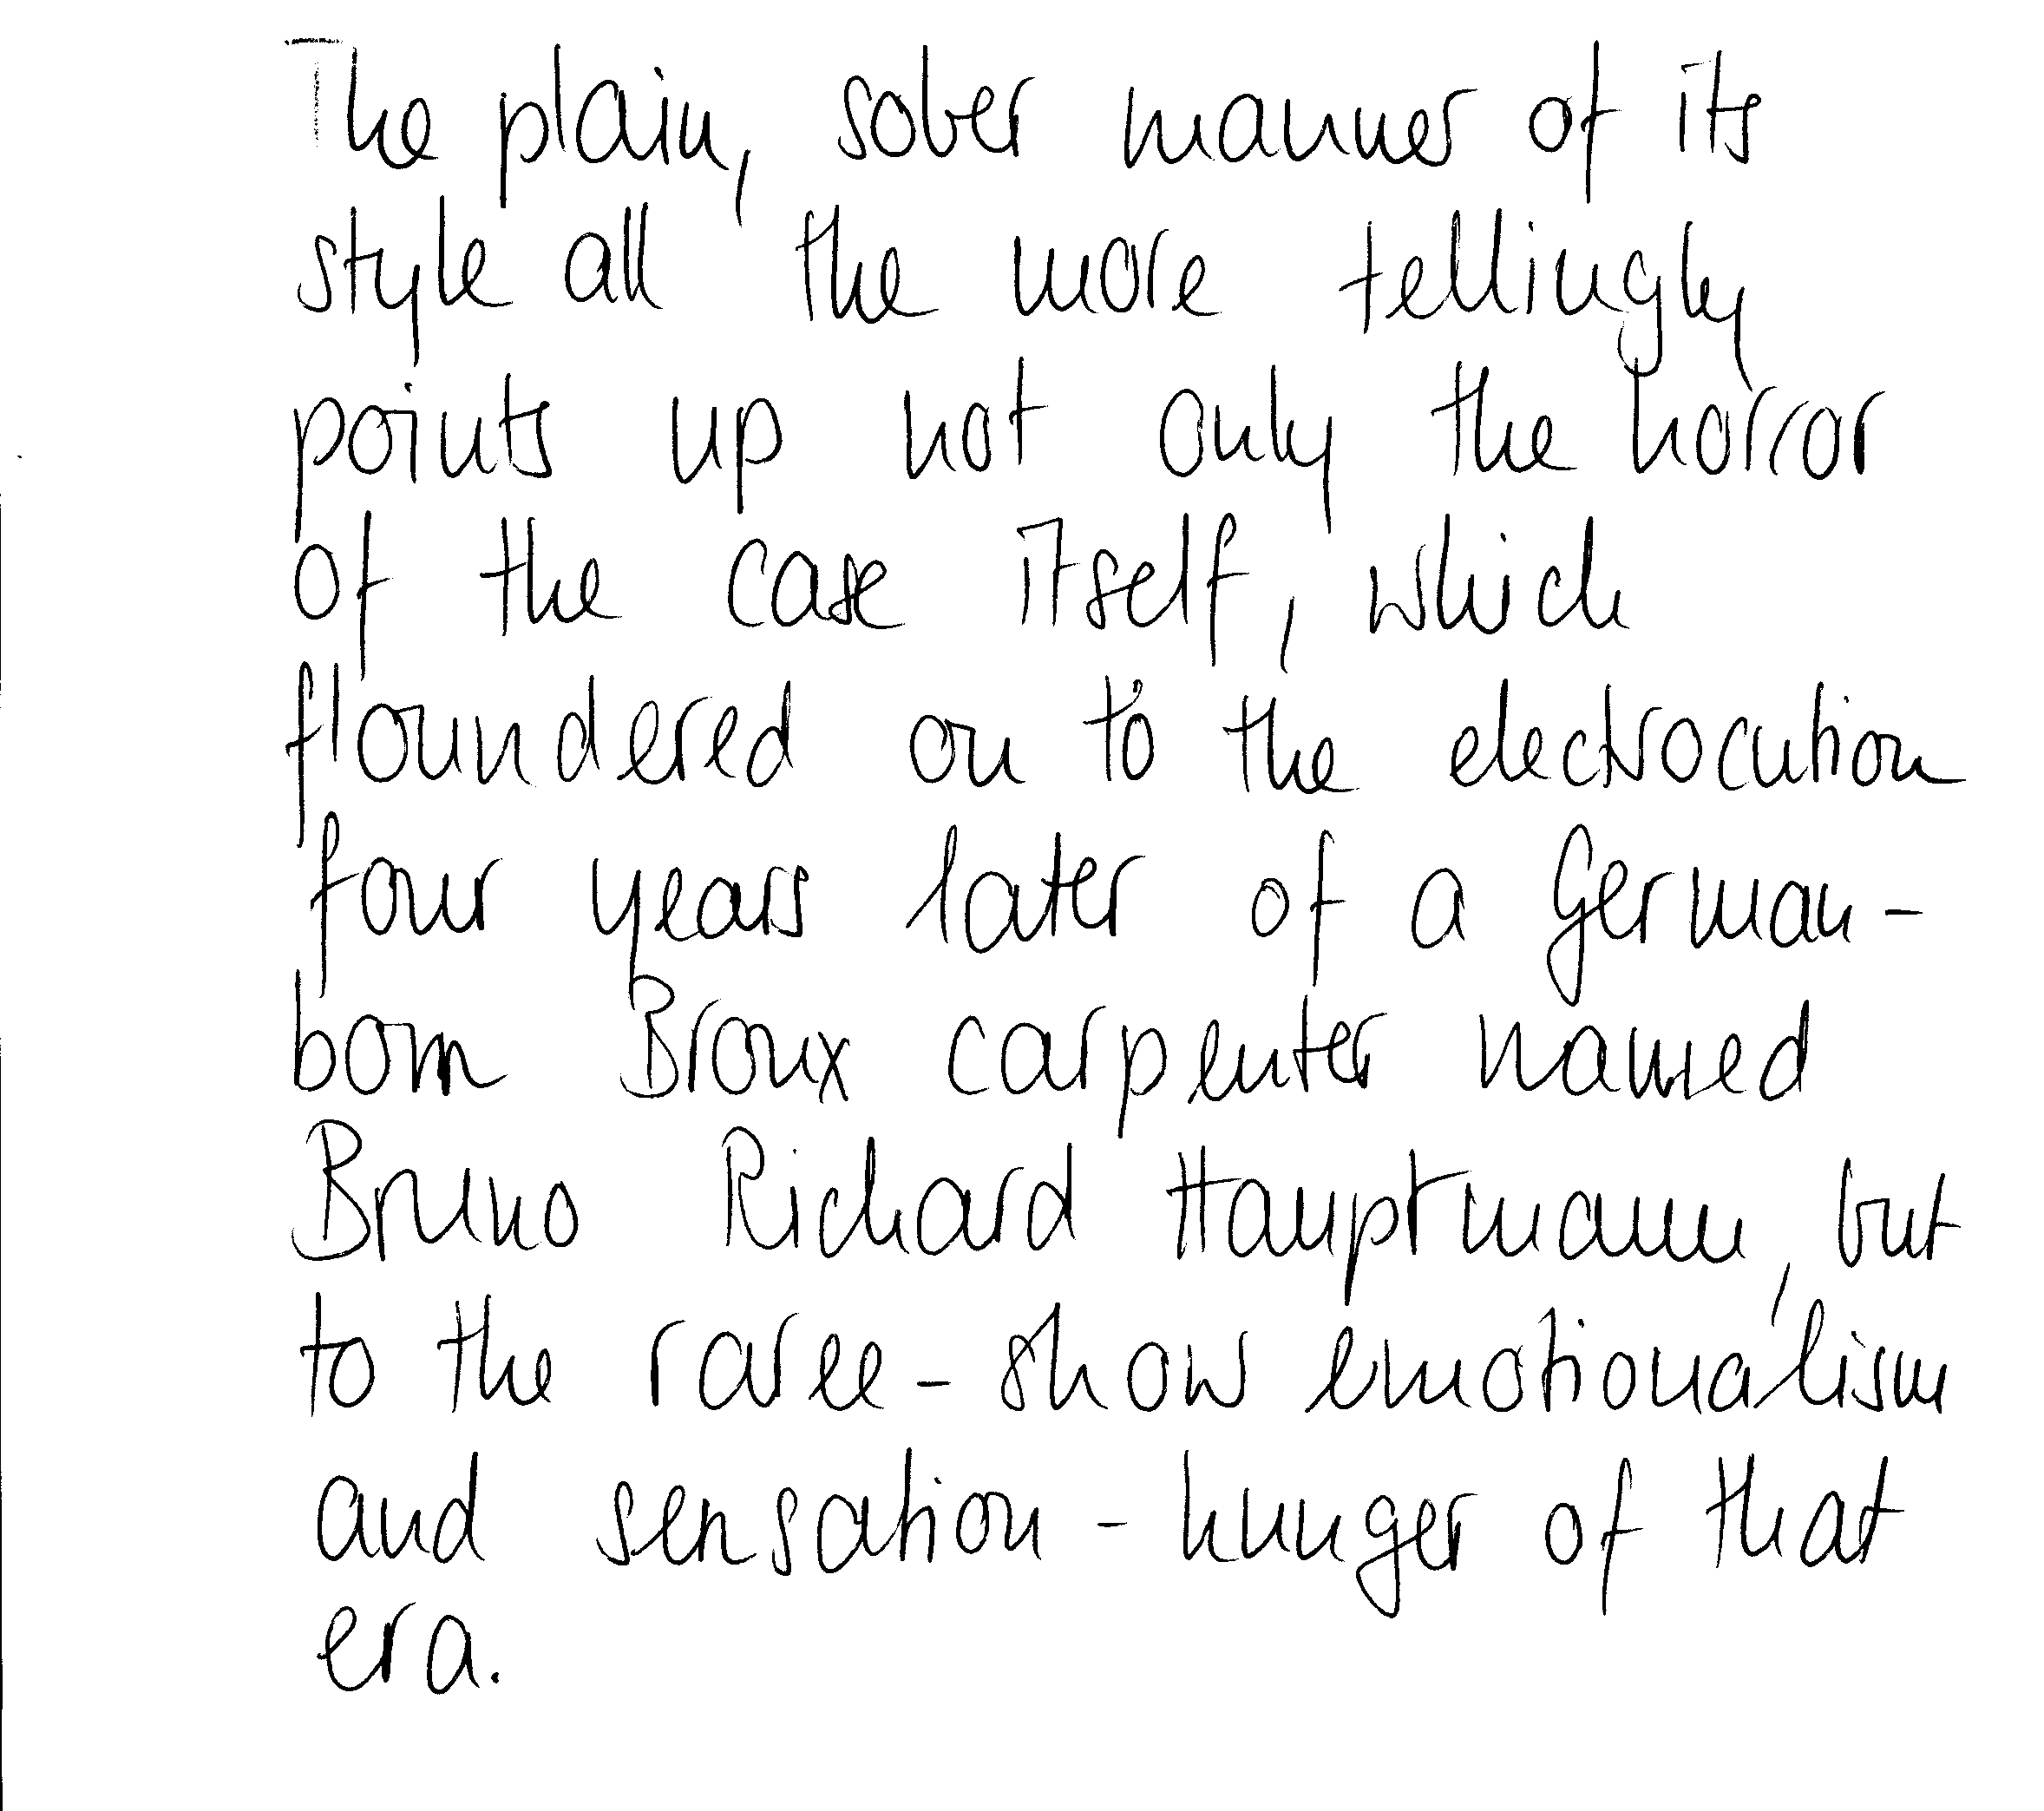 The plain, sober manner of its
style all the more tellingly
points up not only the horror
of the case itself, which
floundered on to the electrocution
four years later of a German-
born Bronx carpenter named
Bruno Richard Hauptmann, but
to the raree-show emotionalism
and sensation-hunger of that
era.